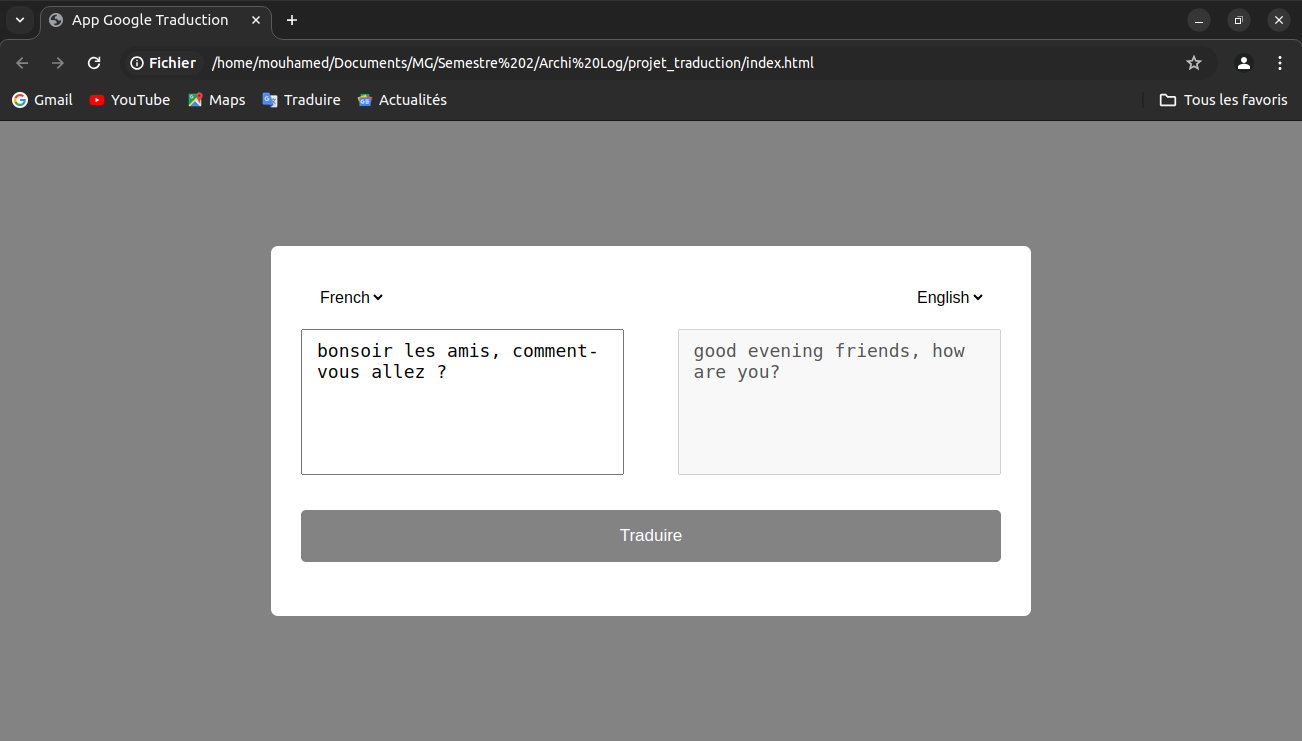 App Google Traduction
Fichier /home/mouhamed/Documents/MG/Semestre%202/Archi%20Log/projet_traduction/index.html
Gmail YouTube Maps Traduire Actualités Tous les favoris
French English
bonsoir les amis, comment-
vous allez ?
good evening friends, how
are you?
Traduire